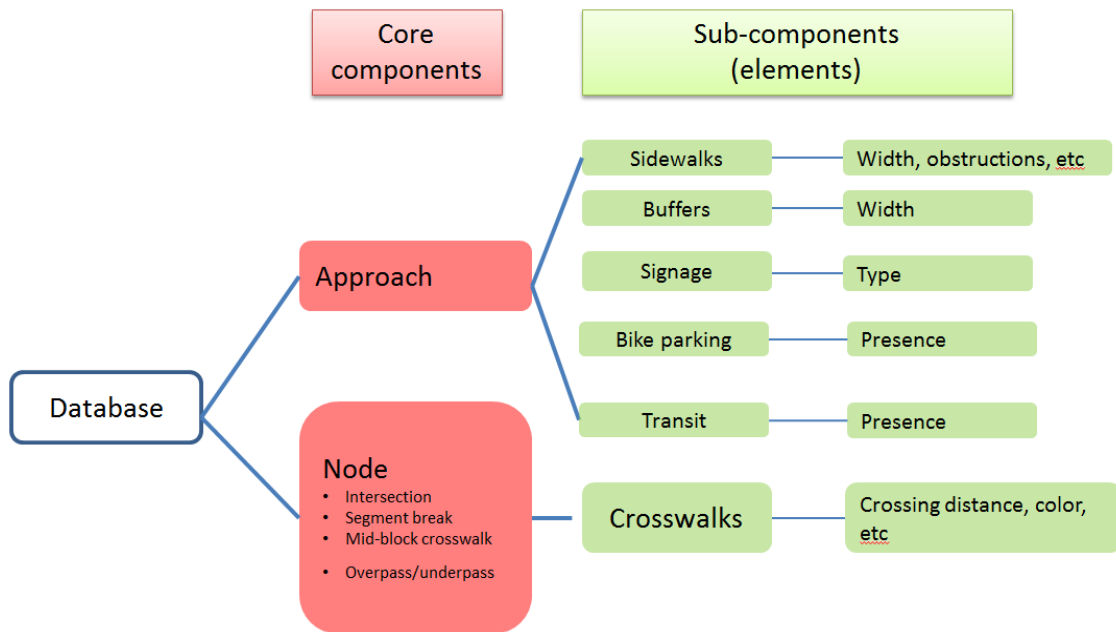 Core
components
Sub-components
(elements)
Sidewalks
Width, obstructions, etc
Buffers
Width
Approach
Signage
Type
Bike parking
Presence
Database
Transit
Presence
Node
• Intersection
• Segment break
• Mid-block crosswalk
• Overpass/underpass
Crosswalks
Crossing distance, color,
etc